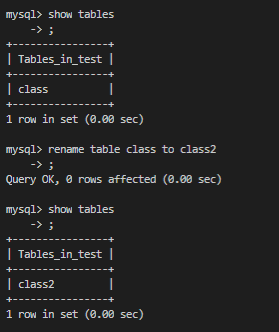 mysql> show tables
    -> ;
+----------------+
| Tables_in_test |
+----------------+
| class          |
+----------------+
1 row in set (0.00 sec)
mysql> rename table class to class2
    -> ;
Query OK, 0 rows affected (0.00 sec)
mysql> show tables
    -> ;
+----------------+
| Tables_in_test |
+----------------+
| class2         |
+----------------+
1 row in set (0.00 sec)